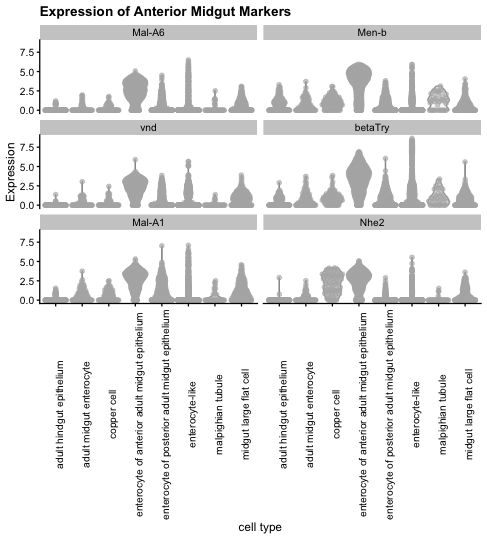 Expression of Anterior Midgut Markers
Mal-A6
Men-b
7.5
5.0
2.5
0.0
vnd
betaTry
7.5
5.0
2.5
0.0
Mal-A1
Nhe2
7.5
5.0
2.5
0.0
Expression
adult hindgut epithelium
adult midgut enterocyte
copper cell
enterocyte of anterior adult midgut epithelium
enterocyte of posterior adult midgut epithelium
enterocyte-like
malpighian tubule
midgut large flat cell
adult hindgut epithelium
adult midgut enterocyte
copper cell
enterocyte of anterior adult midgut epithelium
enterocyte of posterior adult midgut epithelium
enterocyte-like
malpighian tubule
midgut large flat cell
cell type